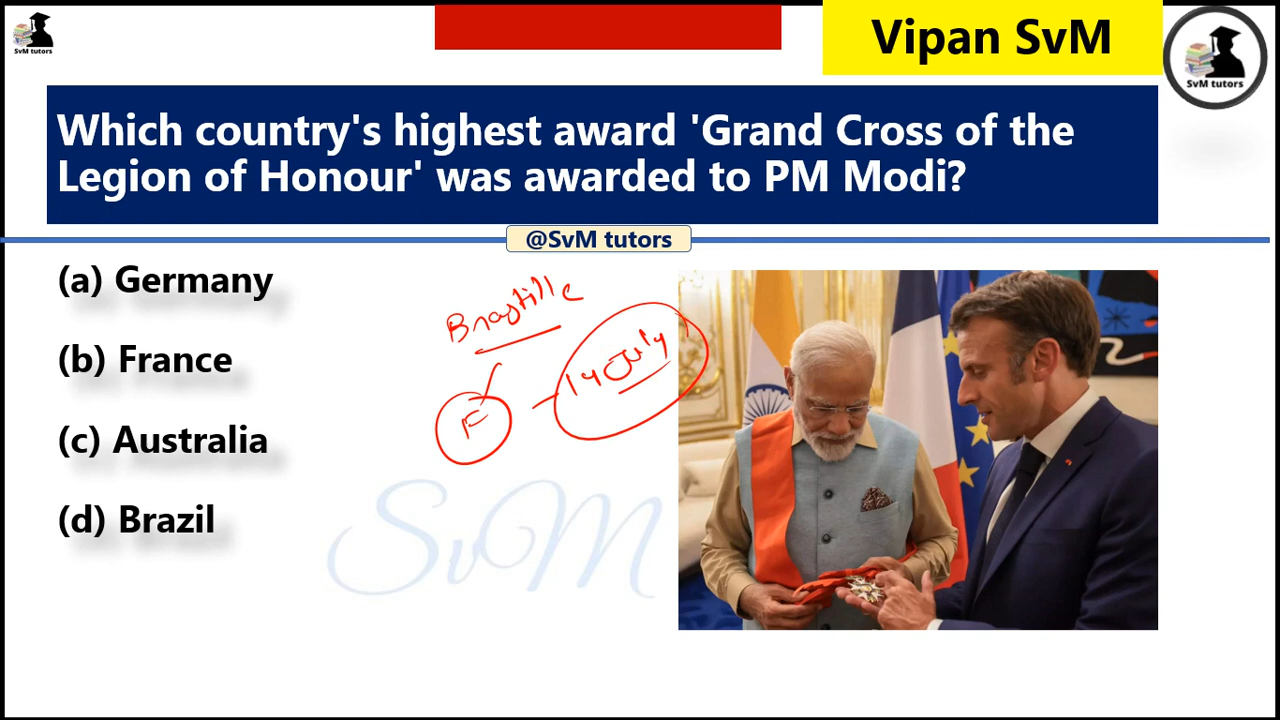 SvM tutors
Vipan SvM
SvM tutors
Which country's highest award 'Grand Cross of the
Legion of Honour' was awarded to PM Modi?
@SvM tutors
(a) Germany
(b) France
(c) Australia
(d) Brazil
Brastille
F - 14 July
SvM